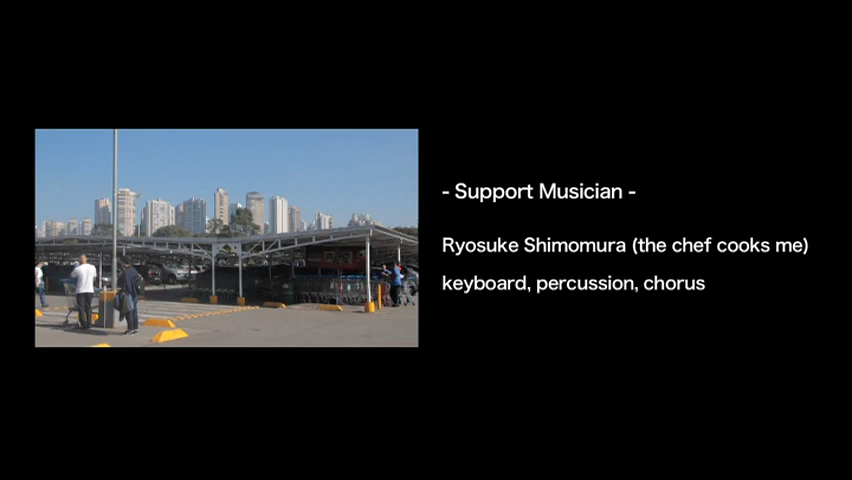 - Support Musician -
Ryosuke Shimomura (the chef cooks me)
keyboard, percussion, chorus